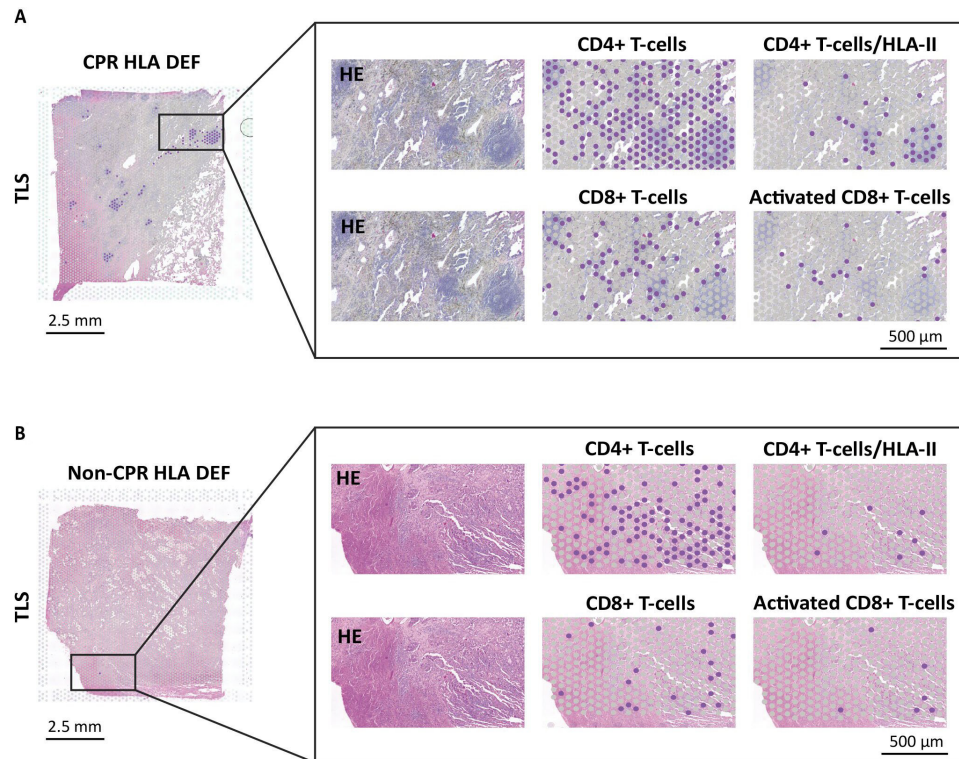 A
CPR HLA DEF
TLS
2.5 mm
HE
CD4+ T-cells
CD4+ T-cells/HLA-II
HE
CD8+ T-cells
Activated CD8+ T-cells
500 µm
B
Non-CPR HLA DEF
TLS
2.5 mm
HE
CD4+ T-cells
CD4+ T-cells/HLA-II
HE
CD8+ T-cells
Activated CD8+ T-cells
500 µm